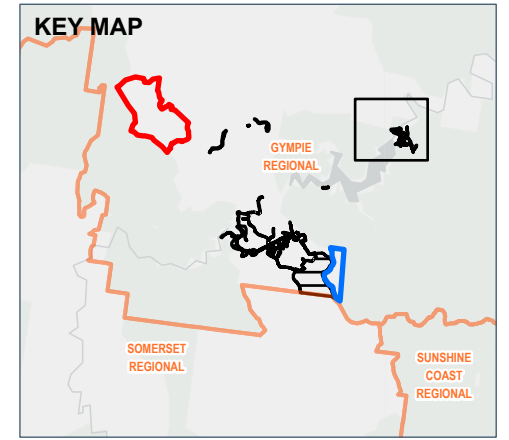 KEY MAP
GYMPIE
REGIONAL
SOMERSET
REGIONAL
SUNSHINE
COAST
REGIONAL